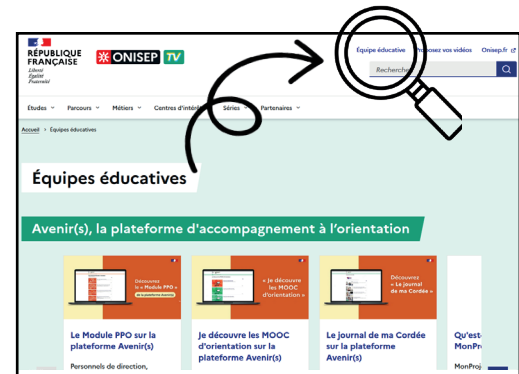 RÉPUBLIQUE
FRANÇAISE
Liberté
Égalité
Fraternité
ONISEP TV
Équipe éducative
Proposez vos vidéos
Onisep.fr
Rechercher
Études
Parcours
Métiers
Centres d'intérêt
Séries
Partenaires
Accueil > Équipes éducatives
Équipes éducatives
Avenir(s), la plateforme d'accompagnement à l'orientation
Découvrez
le « Module PPO »
de la plateforme Avenir(s)
« Je découvre
les MOOC
d'orientation »
Découvrez
« Le journal
de ma Cordée »
Le Module PPO sur la
plateforme Avenir(s)
Personnels de direction,
Je découvre les MOOC
d'orientation sur la
plateforme Avenir(s)
Le journal de ma Cordée
sur la plateforme
Avenir(s)
Qu'est
MonPr
MonProj